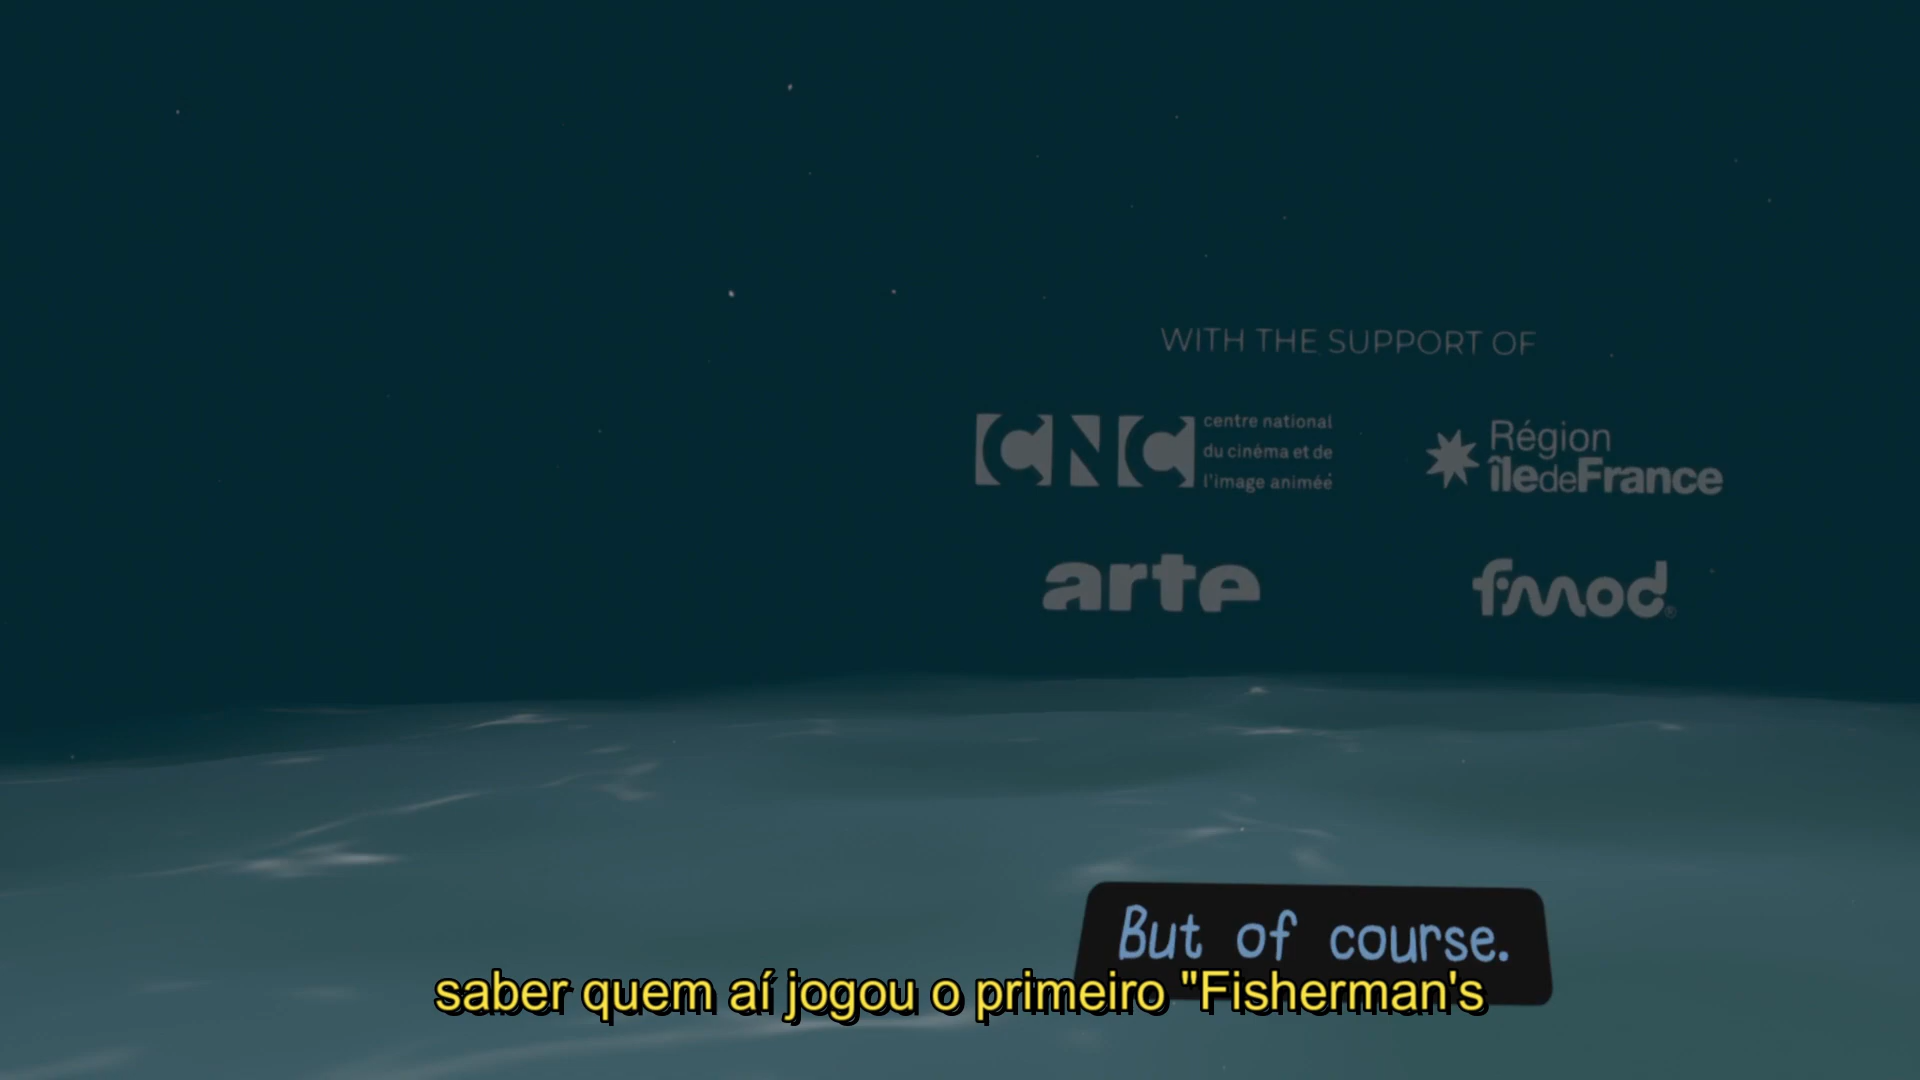 WITH THE SUPPORT OF
CNC
centre national
du cinéma et de
l'image animée
Région
îledeFrance
arte
fmod®
But of course.
saber quem aí jogou o primeiro "Fisherman's